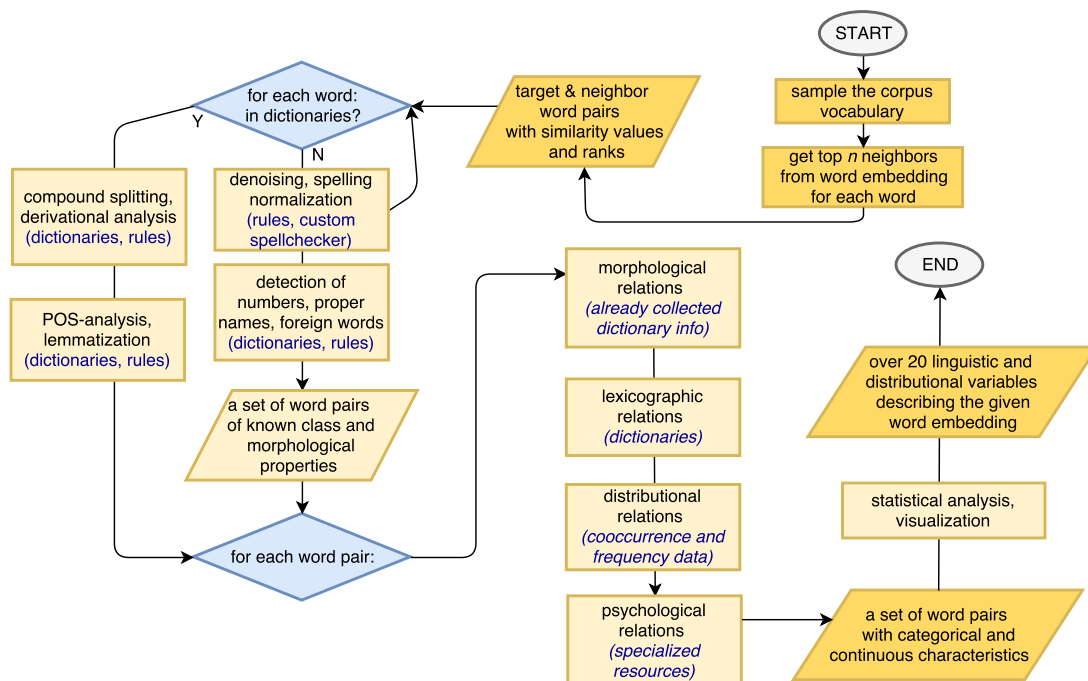 START
sample the corpus
vocabulary
get top n neighbors
from word embedding
for each word
target & neighbor
word pairs
with similarity values
and ranks
for each word:
in dictionaries?
Y
N
compound splitting,
derivational analysis
(dictionaries, rules)
POS-analysis,
lemmatization
(dictionaries, rules)
denoising, spelling
normalization
(rules, custom
spellchecker)
detection of
numbers, proper
names, foreign words
(dictionaries, rules)
a set of word pairs
of known class and
morphological
properties
for each word pair:
morphological
relations
(already collected
dictionary info)
lexicographic
relations
(dictionaries)
distributional
relations
(cooccurrence and
frequency data)
psychological
relations
(specialized
resources)
a set of word pairs
with categorical and
continuous characteristics
statistical analysis,
visualization
over 20 linguistic and
distributional variables
describing the given
word embedding
END